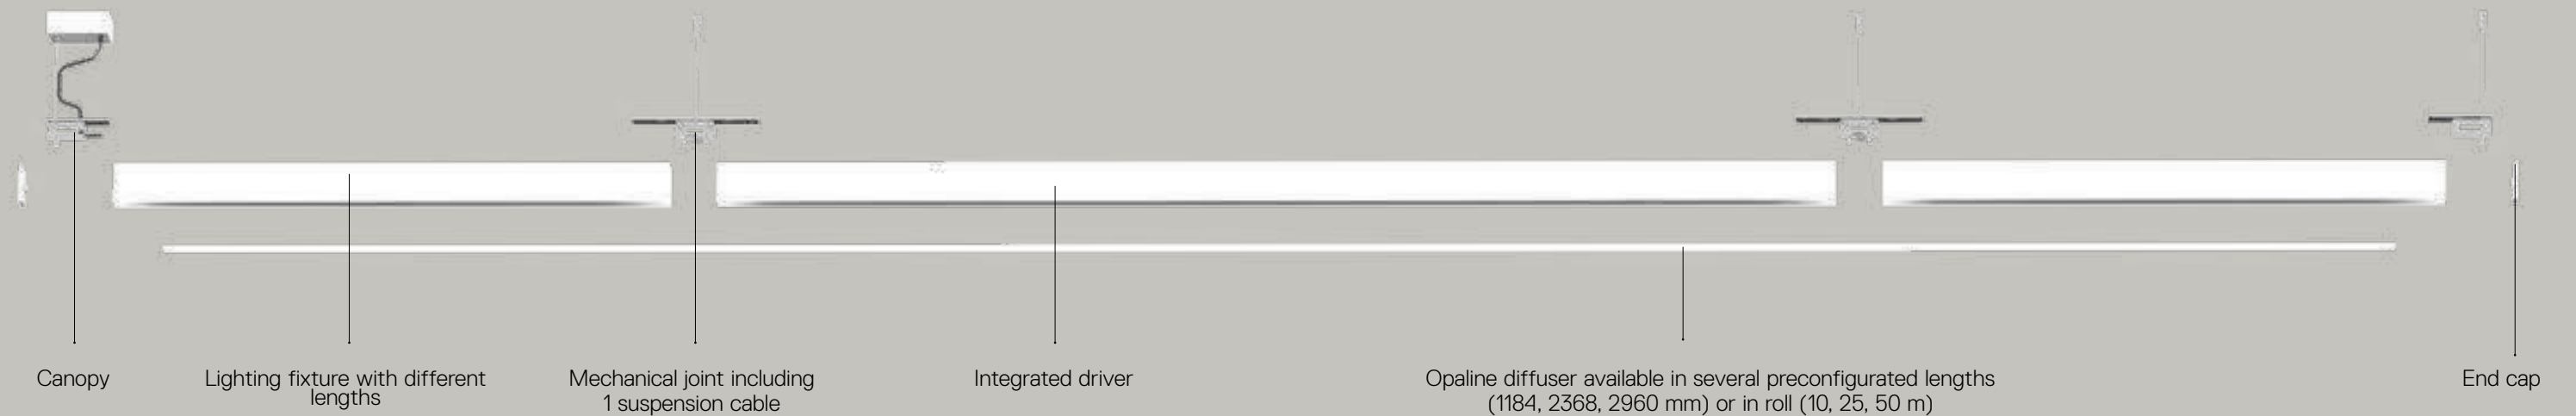 Canopy
Lighting fixture with different
lengths
Mechanical joint including
1 suspension cable
Integrated driver
Opaline diffuser available in several preconfigurated lengths
(1184, 2368, 2960 mm) or in roll (10, 25, 50 m)
End cap